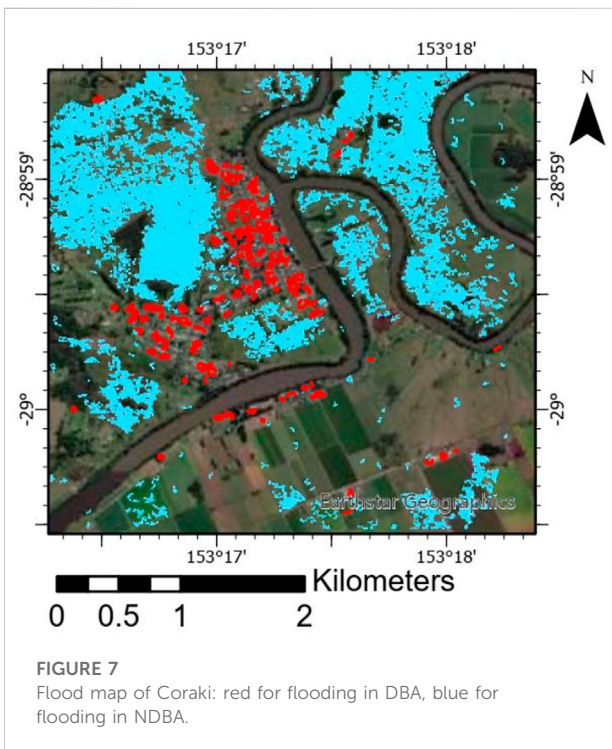 153°17'
153°18'
N
-28°59'
-28°59'
-29°
-29°
Earthstar Geographics
153°17'
153°18'
Kilometers
0 0.5 1 2
FIGURE 7
Flood map of Coraki: red for flooding in DBA, blue for
flooding in NDBA.